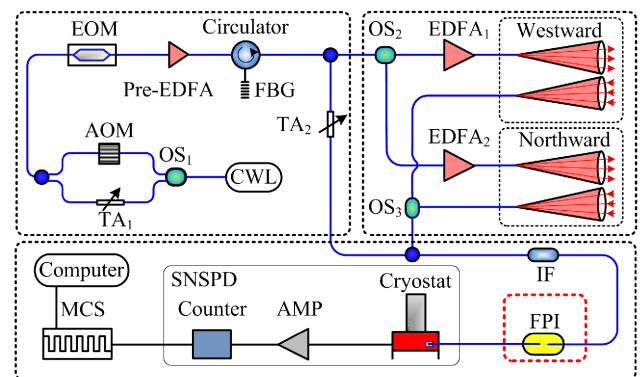 EOM
Circulator
Pre-EDFA
FBG
AOM
OS1
TA1
CWL
TA2
OS2
EDFA1
Westward
EDFA2
Northward
OS3
Computer
MCS
SNSPD
Counter
AMP
Cryostat
IF
FPI